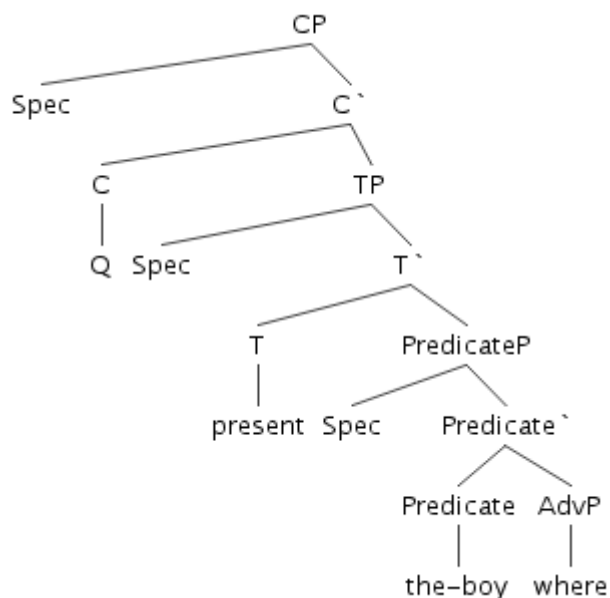 CP
Spec C`
C TP
Q Spec T`
T PredicateP
present Spec Predicate`
Predicate AdvP
the-boy where